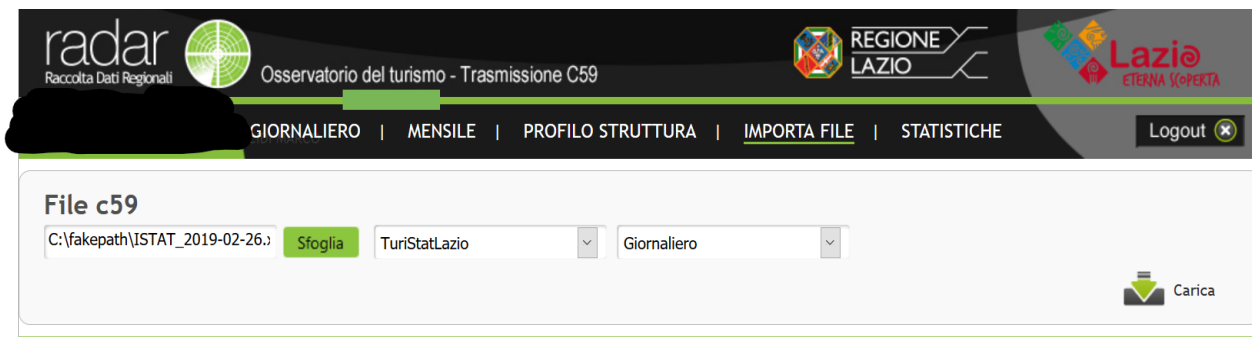 radar
Raccolta Dati Regionali
Osservatorio del turismo - Trasmissione C59
REGIONE
LAZIO
Lazio
ETERNA SCOPERTA
GIORNALIERO | MENSILE | PROFILO STRUTTURA | IMPORTA FILE | STATISTICHE
Logout
File c59
C:\fakepath\ISTAT_2019-02-26.
Sfoglia
TuriStatLazio
Giornaliero
Carica